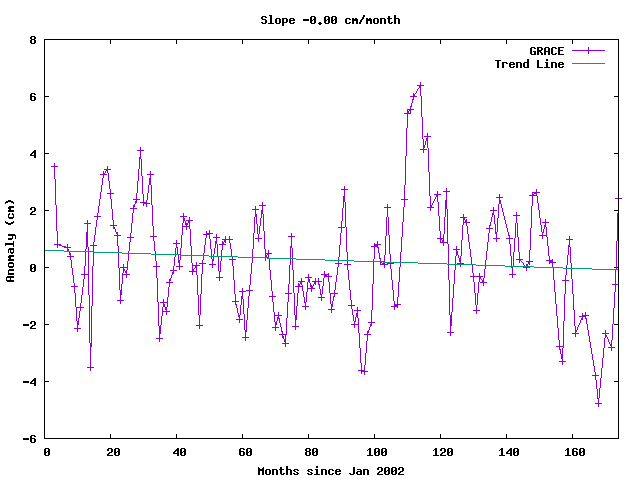 Slope -0.00 cm/month
GRACE
Trend Line
8
6
4
2
0
-2
-4
-6
Anomaly (cm)
0 20 40 60 80 100 120 140 160
Months since Jan 2002